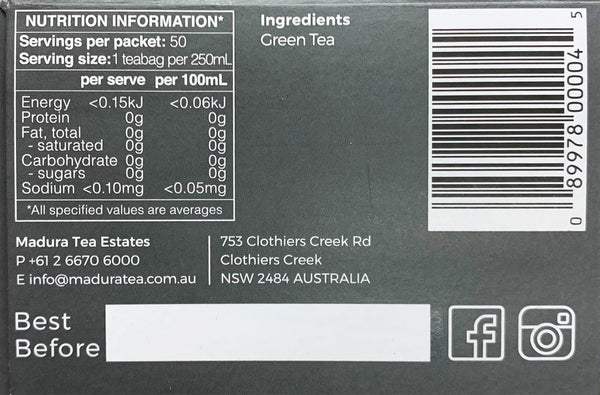 NUTRITION INFORMATION*
Servings per packet: 50
Serving size: 1 teabag per 250mL
per serve per 100mL
Energy <0.15kJ <0.06kJ
Protein 0g 0g
Fat, total 0g 0g
- saturated 0g 0g
Carbohydrate 0g 0g
- sugars 0g 0g
Sodium <0.10mg <0.05mg
*All specified values are averages
Ingredients
Green Tea
0 89978 00004 5
Madura Tea Estates
P +61 2 6670 6000
E info@maduratea.com.au
753 Clothiers Creek Rd
Clothiers Creek
NSW 2484 AUSTRALIA
Best
Before